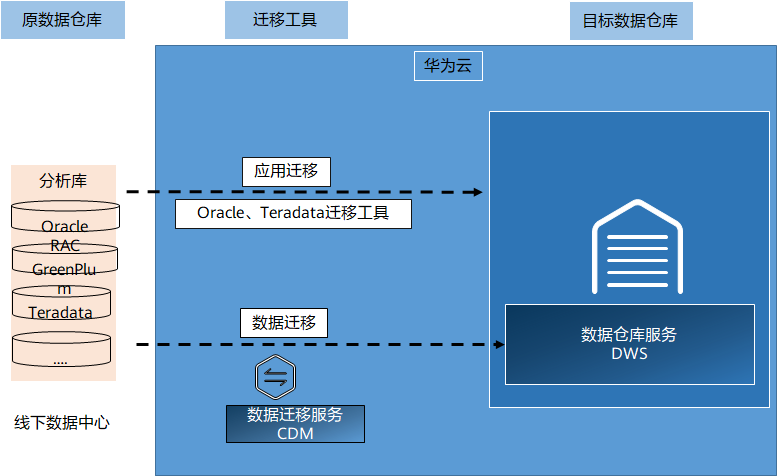 原数据仓库
迁移工具
目标数据仓库
华为云
分析库
Oracle
RAC
GreenPlu
m
Teradata
....
线下数据中心
应用迁移
Oracle、Teradata迁移工具
数据迁移
数据迁移服务
CDM
数据仓库服务
DWS